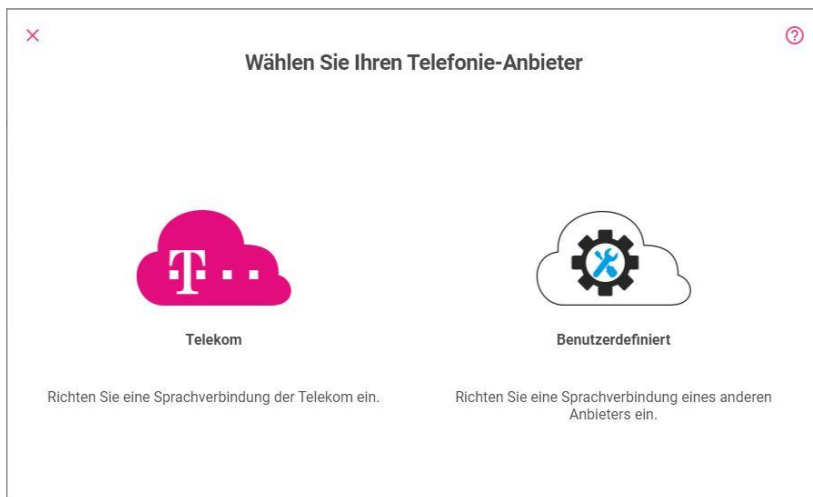 Wählen Sie Ihren Telefonie-Anbieter
T
Telekom
Benutzerdefiniert
Richten Sie eine Sprachverbindung der Telekom ein.
Richten Sie eine Sprachverbindung eines anderen
Anbieters ein.